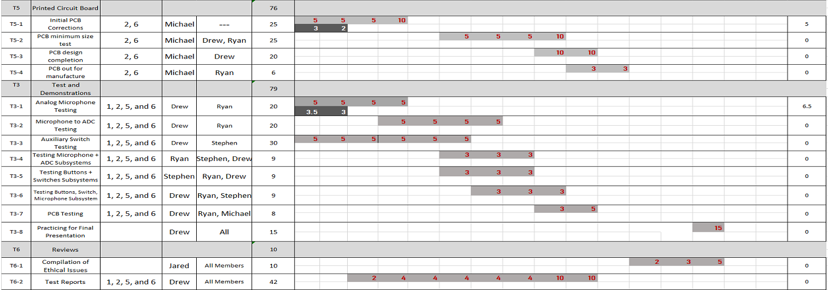 T5 Printed Circuit Board 76
T5-1 Initial PCB Corrections 2, 6 Michael --- 25 5 5 5 10 5
3 2
T5-2 PCB minimum size test 2, 6 Michael Drew, Ryan 25 5 5 5 10 0
T5-3 PCB design completion 2, 6 Michael Drew 20 10 10 0
T5-4 PCB out for manufacture 2, 6 Michael Ryan 6 3 3 0
T3 Test and Demonstrations 79
T3-1 Analog Microphone Testing 1, 2, 5, and 6 Drew Ryan 20 5 5 5 5 6.5
3.5 3
T3-2 Microphone to ADC Testing 1, 2, 5, and 6 Drew Ryan 20 5 5 5 5 0
T3-3 Auxiliary Switch Testing 1, 2, 5, and 6 Drew Stephen 30 5 5 5 5 5 5 0
T3-4 Testing Microphone + ADC Subsystems 1, 2, 5, and 6 Ryan Stephen, Drew 9 3 3 3 0
T3-5 Testing Buttons + Switches Subsystems 1, 2, 5, and 6 Stephen Ryan, Drew 9 3 3 3 0
T3-6 Testing Buttons, Switch, Microphone Subsystem 1, 2, 5, and 6 Drew Ryan, Stephen 9 3 3 3 0
T3-7 PCB Testing 1, 2, 5, and 6 Drew Ryan, Michael 8 3 5 0
T3-8 Practicing for Final Presentation Drew All 15 15 0
T6 Reviews 10
T6-1 Compilation of Ethical Issues Jared All Members 10 2 3 5 0
T6-2 Test Reports 1, 2, 5, and 6 Drew All Members 42 2 4 4 4 4 4 10 10 0